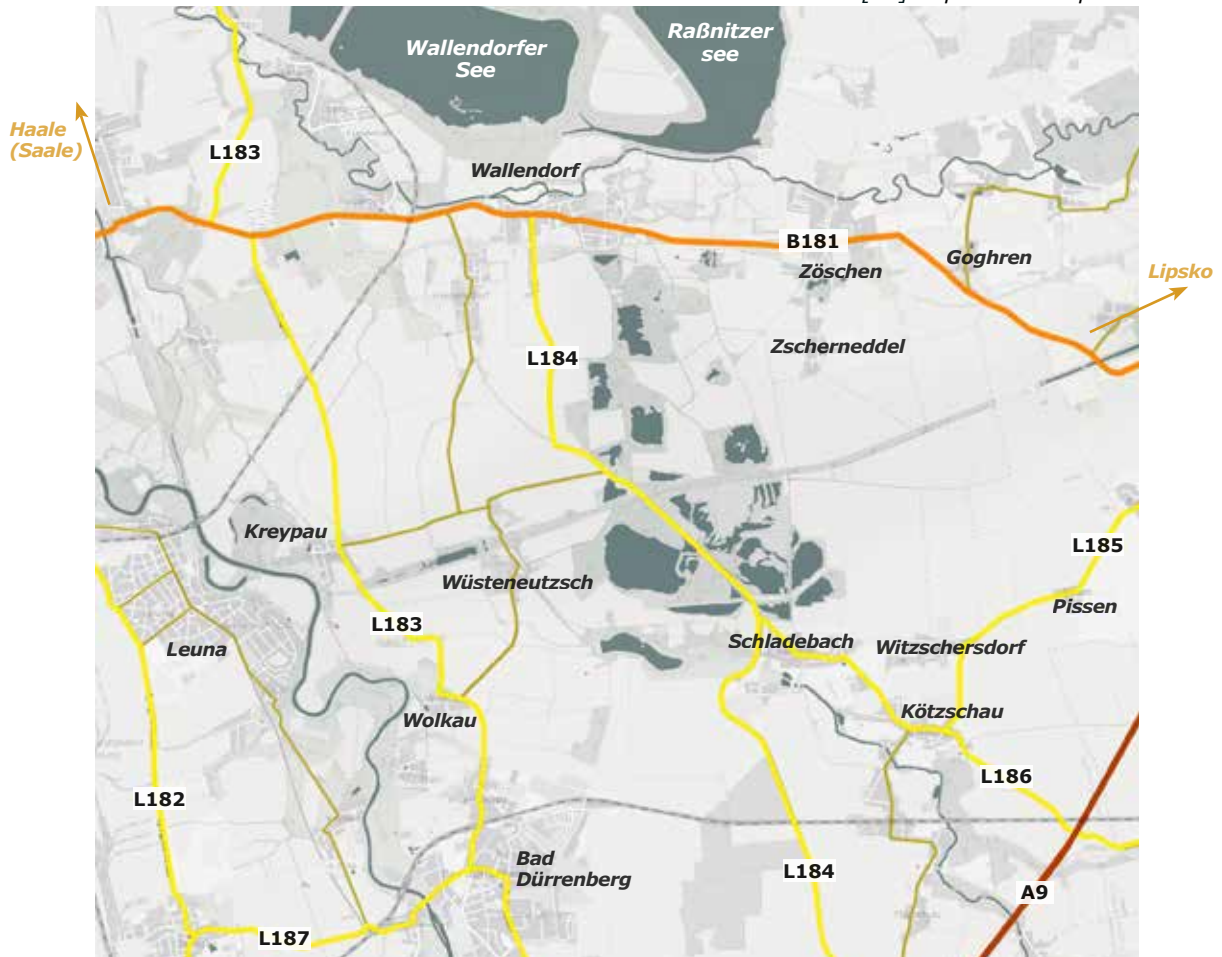 Wallendorfer
See
Raßnitzer
see
Haale
(Saale)
L183
Wallendorf
B181
Zöschen
Goghren
Lipsko
Zscherneddel
L184
Kreypau
L185
Wüsteneutzsch
Pissen
L183
Leuna
Schladebach
Witzschersdorf
Wolkau
Kötzschau
L182
L186
Bad
Dürrenberg
L184
A9
L187